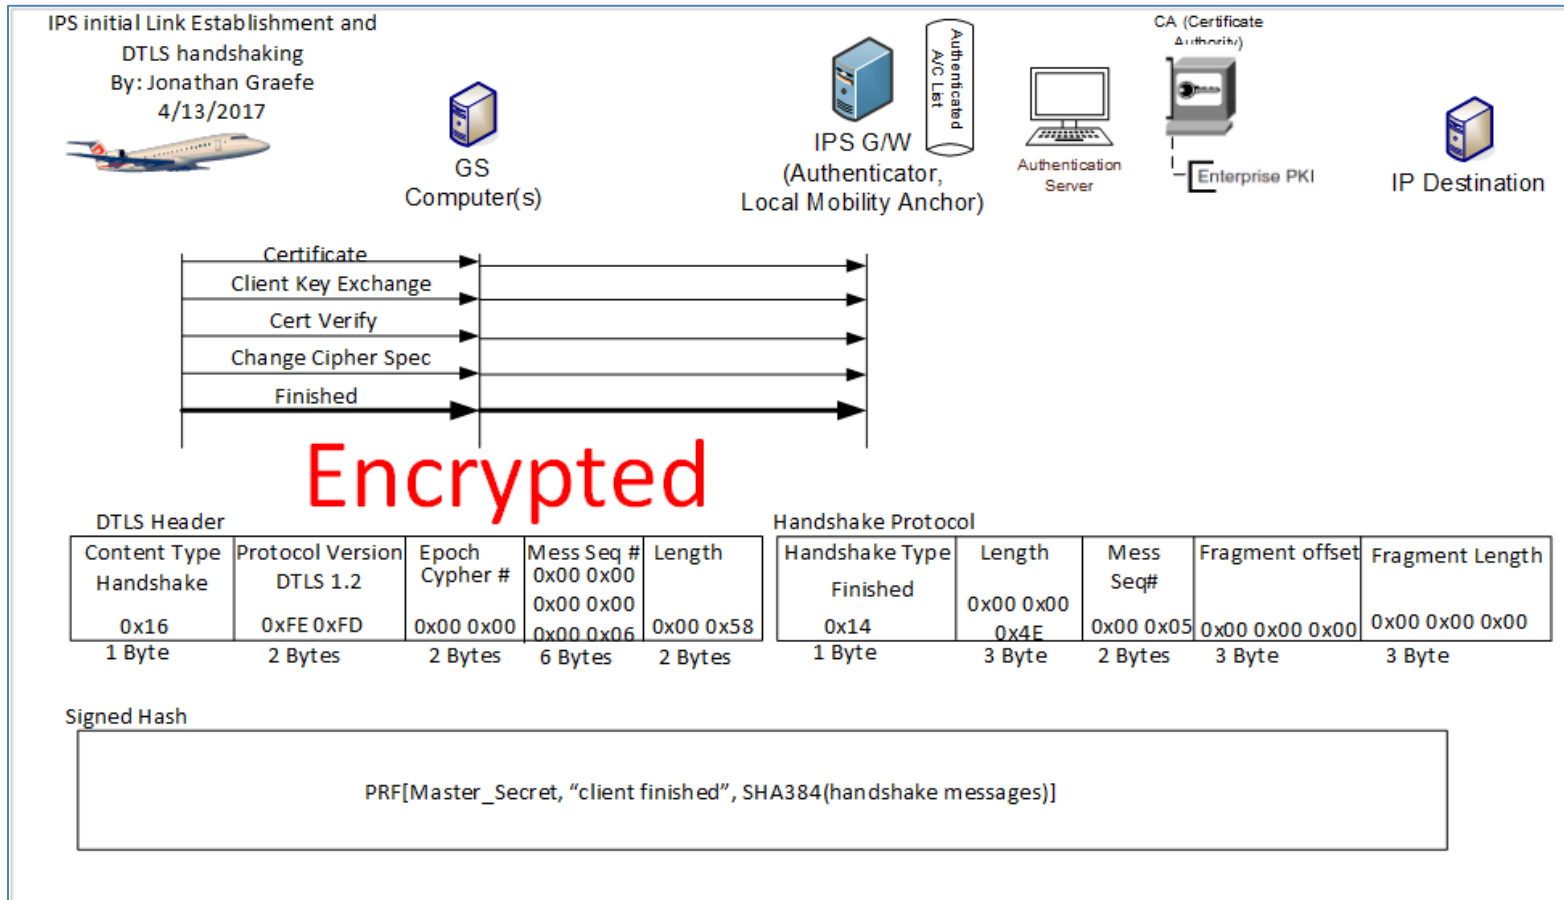 IPS initial Link Establishment and
DTLS handshaking
By: Jonathan Graefe
4/13/2017
GS
Computer(s)
IPS G/W
(Authenticator,
Local Mobility Anchor)
Authenticated
A/C List
Authentication
Server
CA (Certificate
Authority)
Enterprise PKI
IP Destination
Certificate
Client Key Exchange
Cert Verify
Change Cipher Spec
Finished
Encrypted
DTLS Header
Content Type
Handshake
0x16
1 Byte
Protocol Version
DTLS 1.2
0xFE 0xFD
2 Bytes
Epoch
Cypher #
0x00 0x00
2 Bytes
Mess Seq #
0x00 0x00
0x00 0x00
0x00 0x06
6 Bytes
Length
0x00 0x58
2 Bytes
Handshake Protocol
Handshake Type
Finished
0x14
1 Byte
Length
0x00 0x00
0x4E
3 Byte
Mess
Seq#
0x00 0x05
2 Bytes
Fragment offset
0x00 0x00 0x00
3 Byte
Fragment Length
0x00 0x00 0x00
3 Byte
Signed Hash
PRF[Master_Secret, “client finished”, SHA384(handshake messages)]